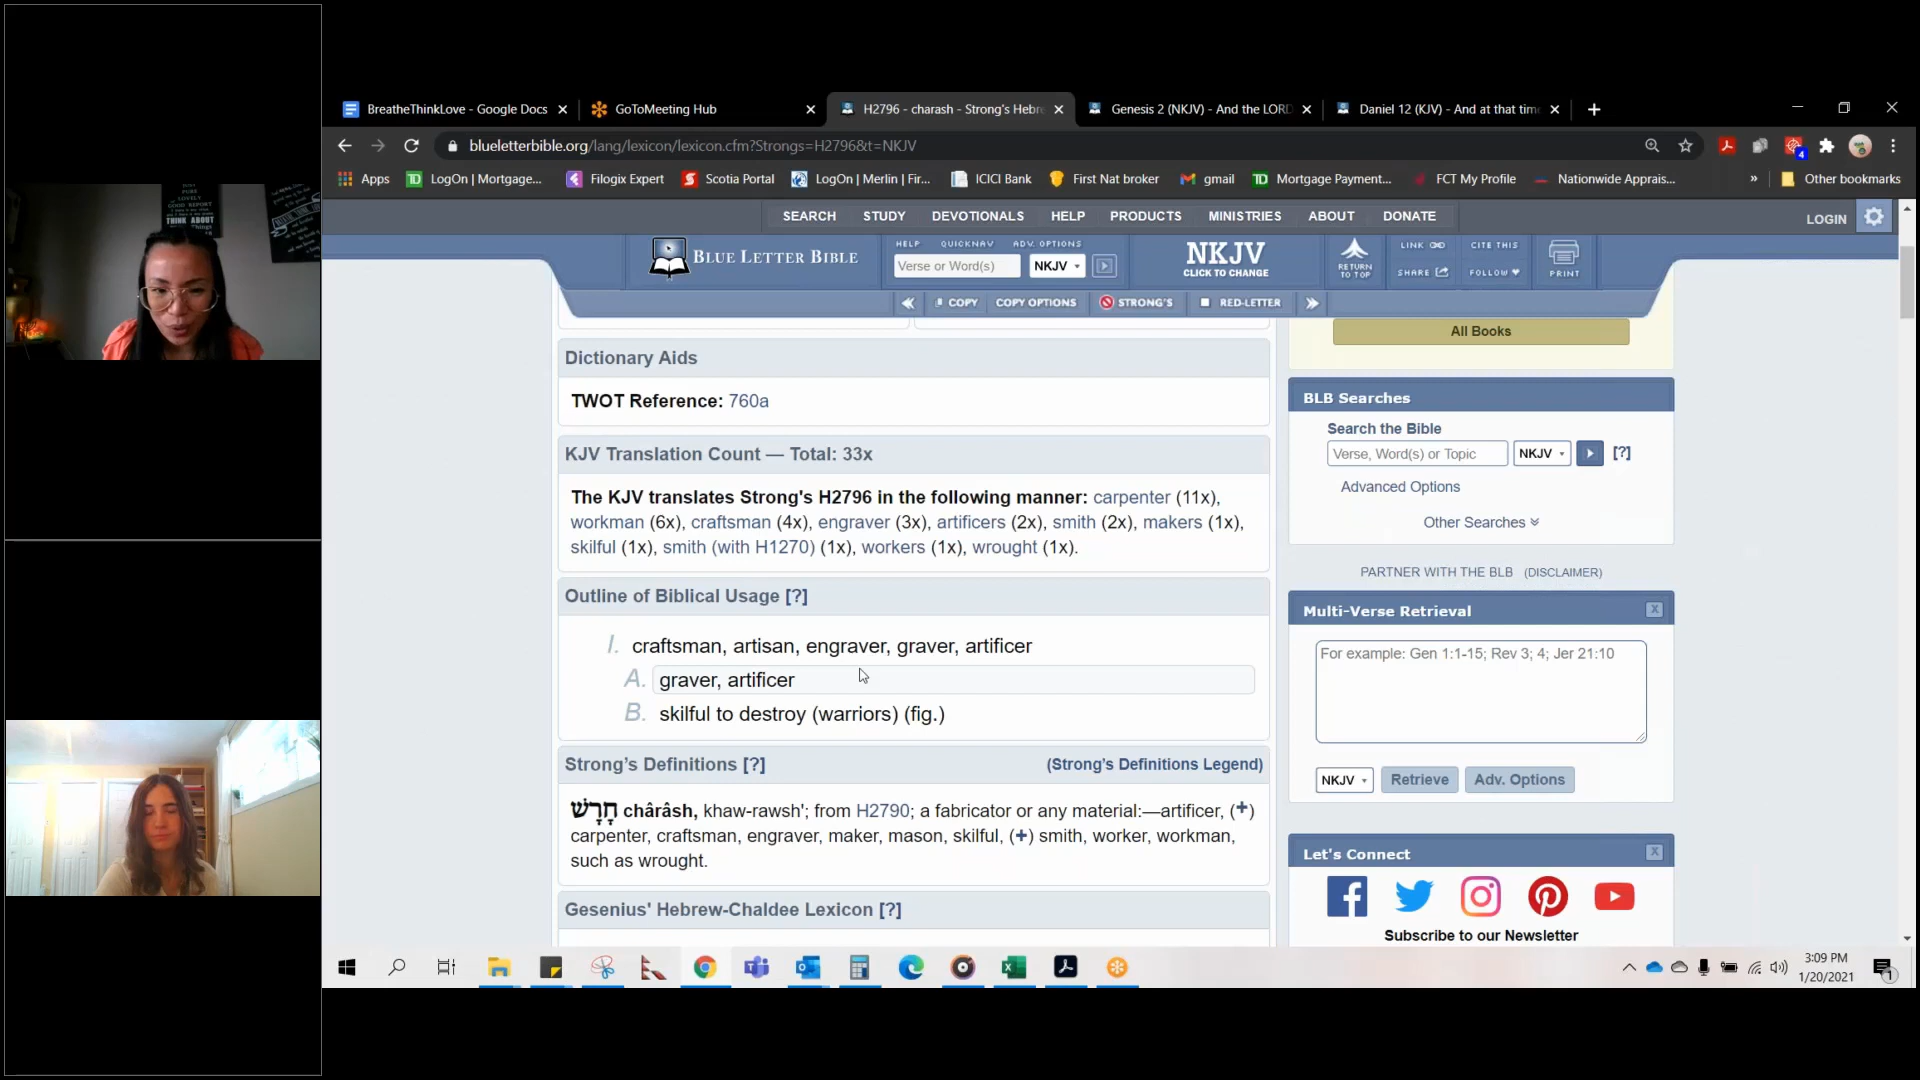 BreatheThinkLove - Google Docs
GoToMeeting Hub
H2796 - charash - Strong's Hebre
Genesis 2 (NKJV) - And the LORD
Daniel 12 (KJV) - And at that time
blueletterbible.org/lang/lexicon/lexicon.cfm?Strongs=H2796&t=NKJV
Apps
LogOn | Mortgage...
Filogix Expert
Scotia Portal
LogOn | Merlin | Fir...
ICICI Bank
First Nat broker
gmail
Mortgage Payment...
FCT My Profile
Nationwide Apprais...
»
Other bookmarks
SEARCH STUDY DEVOTIONALS HELP PRODUCTS MINISTRIES ABOUT DONATE
LOGIN
BLUE LETTER BIBLE
HELP QUICKNAV ADV. OPTIONS
Verse or Word(s)
NKJV
NKJV
CLICK TO CHANGE
RETURN
TO TOP
LINK
CITE THIS
SHARE
FOLLOW
PRINT
COPY
COPY OPTIONS
STRONG'S
RED-LETTER
Dictionary Aids
TWOT Reference: 760a
KJV Translation Count — Total: 33x
The KJV translates Strong's H2796 in the following manner: carpenter (11x),
workman (6x), craftsman (4x), engraver (3x), artificers (2x), smith (2x), makers (1x),
skilful (1x), smith (with H1270) (1x), workers (1x), wrought (1x).
Outline of Biblical Usage [?]
I. craftsman, artisan, engraver, graver, artificer
A. graver, artificer
B. skilful to destroy (warriors) (fig.)
Strong's Definitions [?]
(Strong's Definitions Legend)
חָרָשׁ chârâsh, khaw-rawsh'; from H2790; a fabricator or any material:—artificer, (+)
carpenter, craftsman, engraver, maker, mason, skilful, (+) smith, worker, workman,
such as wrought.
Gesenius' Hebrew-Chaldee Lexicon [?]
All Books
BLB Searches
Search the Bible
Verse, Word(s) or Topic
NKJV
[?]
Advanced Options
Other Searches
PARTNER WITH THE BLB (DISCLAIMER)
Multi-Verse Retrieval
X
For example: Gen 1:1-15; Rev 3; 4; Jer 21:10
NKJV
Retrieve
Adv. Options
Let's Connect
X
Subscribe to our Newsletter
3:09 PM
1/20/2021
PURE
LOVELY
GOOD REPORT
THINK ABOUT